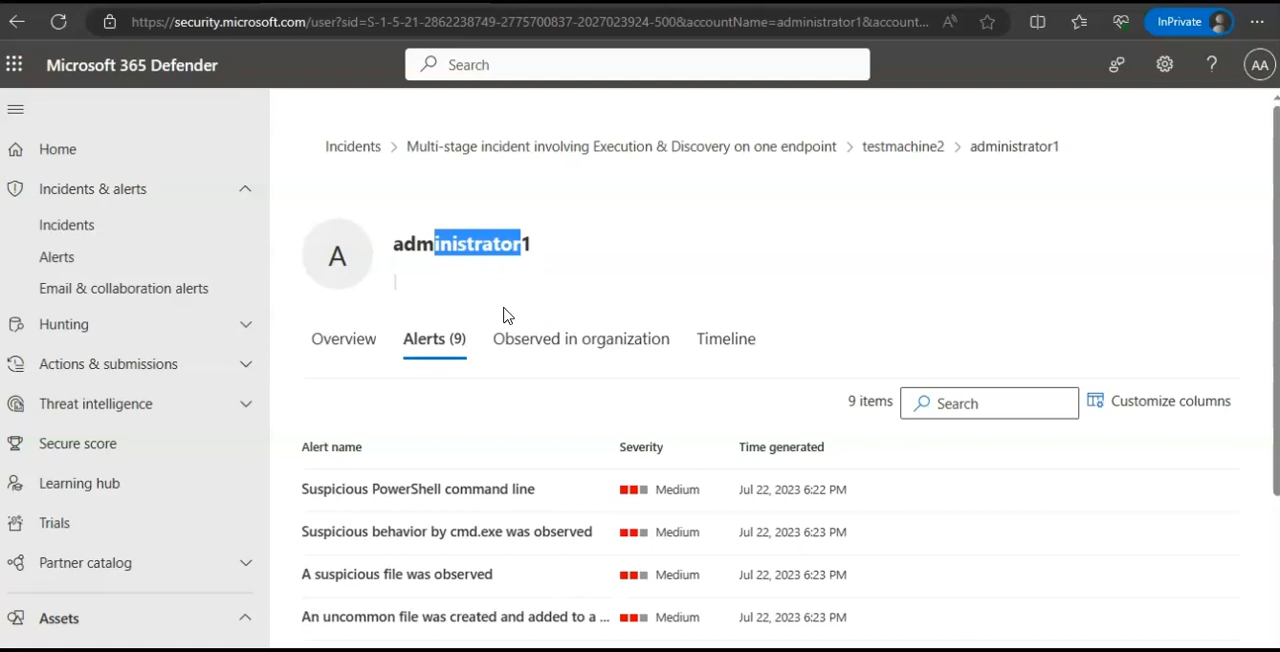 https://security.microsoft.com/user?sid=S-1-5-21-2862238749-2775700837-2027023924-500&accountName=administrator1&account...
InPrivate
Microsoft 365 Defender
Search
AA
Home
Incidents & alerts
Incidents
Alerts
Email & collaboration alerts
Hunting
Actions & submissions
Threat intelligence
Secure score
Learning hub
Trials
Partner catalog
Assets
Incidents > Multi-stage incident involving Execution & Discovery on one endpoint > testmachine2 > administrator1
A
administrator1
Overview Alerts (9) Observed in organization Timeline
9 items Search Customize columns
Alert name Severity Time generated
Suspicious PowerShell command line Medium Jul 22, 2023 6:22 PM
Suspicious behavior by cmd.exe was observed Medium Jul 22, 2023 6:23 PM
A suspicious file was observed Medium Jul 22, 2023 6:23 PM
An uncommon file was created and added to a ... Medium Jul 22, 2023 6:23 PM